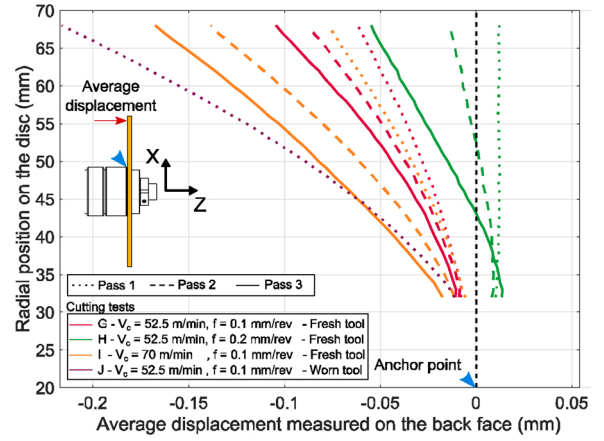 70
65
60
55
50
45
40
35
30
25
20
Radial position on the disc (mm)
Average
displacement
X
Z
Pass 1
Pass 2
Pass 3
Cutting tests
G - Vc = 52.5 m/min, f = 0.1 mm/rev - Fresh tool
H - Vc = 52.5 m/min, f = 0.2 mm/rev - Fresh tool
I - Vc = 70 m/min , f = 0.1 mm/rev - Fresh tool
J - Vc = 52.5 m/min, f = 0.1 mm/rev - Worn tool
Anchor point
-0.2 -0.15 -0.1 -0.05 0 0.05
Average displacement measured on the back face (mm)